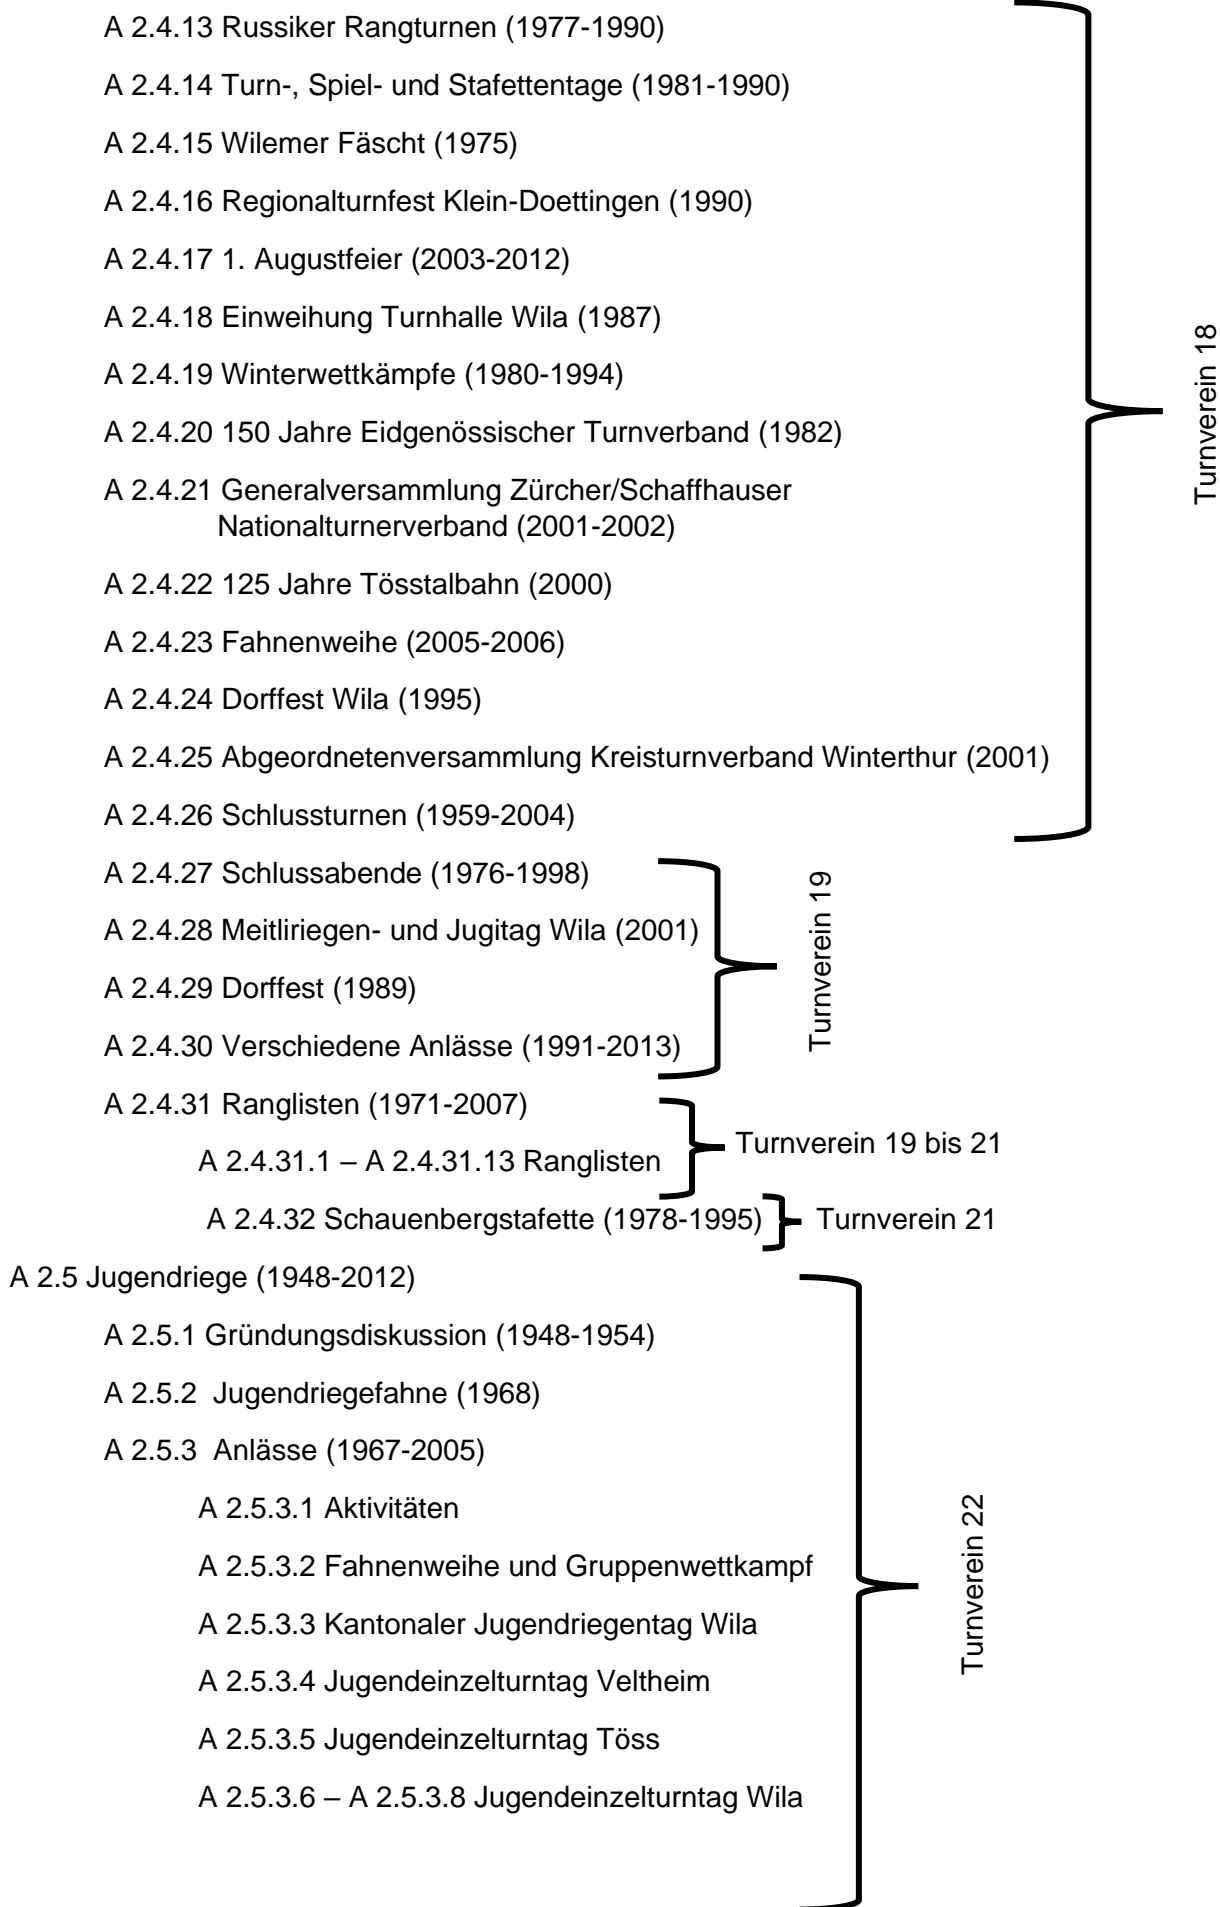 A 2.4.13 Russiker Rangturnen (1977-1990)
A 2.4.14 Turn-, Spiel- und Stafettentage (1981-1990)
A 2.4.15 Wilemer Fäscht (1975)
A 2.4.16 Regionalturnfest Klein-Doettingen (1990)
A 2.4.17 1. Augustfeier (2003-2012)
A 2.4.18 Einweihung Turnhalle Wila (1987)
A 2.4.19 Winterwettkämpfe (1980-1994)
A 2.4.20 150 Jahre Eidgenössischer Turnverband (1982)
A 2.4.21 Generalversammlung Zürcher/Schaffhauser
Nationalturnerverband (2001-2002)
A 2.4.22 125 Jahre Tösstalbahn (2000)
A 2.4.23 Fahnenweihe (2005-2006)
A 2.4.24 Dorffest Wila (1995)
A 2.4.25 Abgeordnetenversammlung Kreisturnverband Winterthur (2001)
A 2.4.26 Schlussturnen (1959-2004)
Turnverein 18
A 2.4.27 Schlussabende (1976-1998)
A 2.4.28 Meitliriegen- und Jugitag Wila (2001)
A 2.4.29 Dorffest (1989)
A 2.4.30 Verschiedene Anlässe (1991-2013)
Turnverein 19
A 2.4.31 Ranglisten (1971-2007)
A 2.4.31.1 – A 2.4.31.13 Ranglisten
Turnverein 19 bis 21
A 2.4.32 Schauenbergstafette (1978-1995)
Turnverein 21
A 2.5 Jugendriege (1948-2012)
A 2.5.1 Gründungsdiskussion (1948-1954)
A 2.5.2 Jugendriegefahne (1968)
A 2.5.3 Anlässe (1967-2005)
A 2.5.3.1 Aktivitäten
A 2.5.3.2 Fahnenweihe und Gruppenwettkampf
A 2.5.3.3 Kantonaler Jugendriegentag Wila
A 2.5.3.4 Jugendeinzelturntag Veltheim
A 2.5.3.5 Jugendeinzelturntag Töss
A 2.5.3.6 – A 2.5.3.8 Jugendeinzelturntag Wila
Turnverein 22